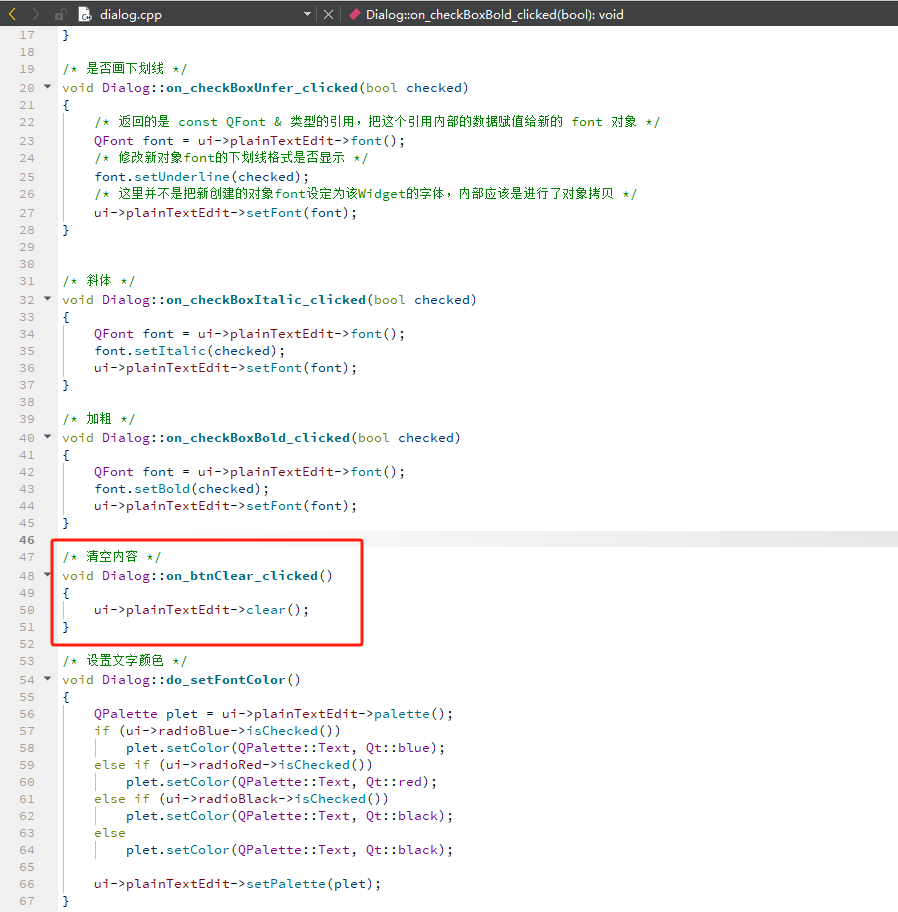 dialog.cpp Dialog::on_checkBoxBold_clicked(bool): void
17 }
18
19 /* 是否画下划线 */
20 void Dialog::on_checkBoxUnfer_clicked(bool checked)
21 {
22 /* 返回的是 const QFont & 类型的引用，把这个引用内部的数据赋值给新的 font 对象 */
23 QFont font = ui->plainTextEdit->font();
24 /* 修改新对象font的下划线格式是否显示 */
25 font.setUnderline(checked);
26 /* 这里并不是把新创建的对象font设定为该Widget的字体，内部应该是进行了对象拷贝 */
27 ui->plainTextEdit->setFont(font);
28 }
29
30
31 /* 斜体 */
32 void Dialog::on_checkBoxItalic_clicked(bool checked)
33 {
34 QFont font = ui->plainTextEdit->font();
35 font.setItalic(checked);
36 ui->plainTextEdit->setFont(font);
37 }
38
39 /* 加粗 */
40 void Dialog::on_checkBoxBold_clicked(bool checked)
41 {
42 QFont font = ui->plainTextEdit->font();
43 font.setBold(checked);
44 ui->plainTextEdit->setFont(font);
45 }
46
47 /* 清空内容 */
48 void Dialog::on_btnClear_clicked()
49 {
50 ui->plainTextEdit->clear();
51 }
52
53 /* 设置文字颜色 */
54 void Dialog::do_setFontColor()
55 {
56 QPalette plet = ui->plainTextEdit->palette();
57 if (ui->radioBlue->isChecked())
58 plet.setColor(QPalette::Text, Qt::blue);
59 else if (ui->radioRed->isChecked())
60 plet.setColor(QPalette::Text, Qt::red);
61 else if (ui->radioBlack->isChecked())
62 plet.setColor(QPalette::Text, Qt::black);
63 else
64 plet.setColor(QPalette::Text, Qt::black);
65
66 ui->plainTextEdit->setPalette(plet);
67 }